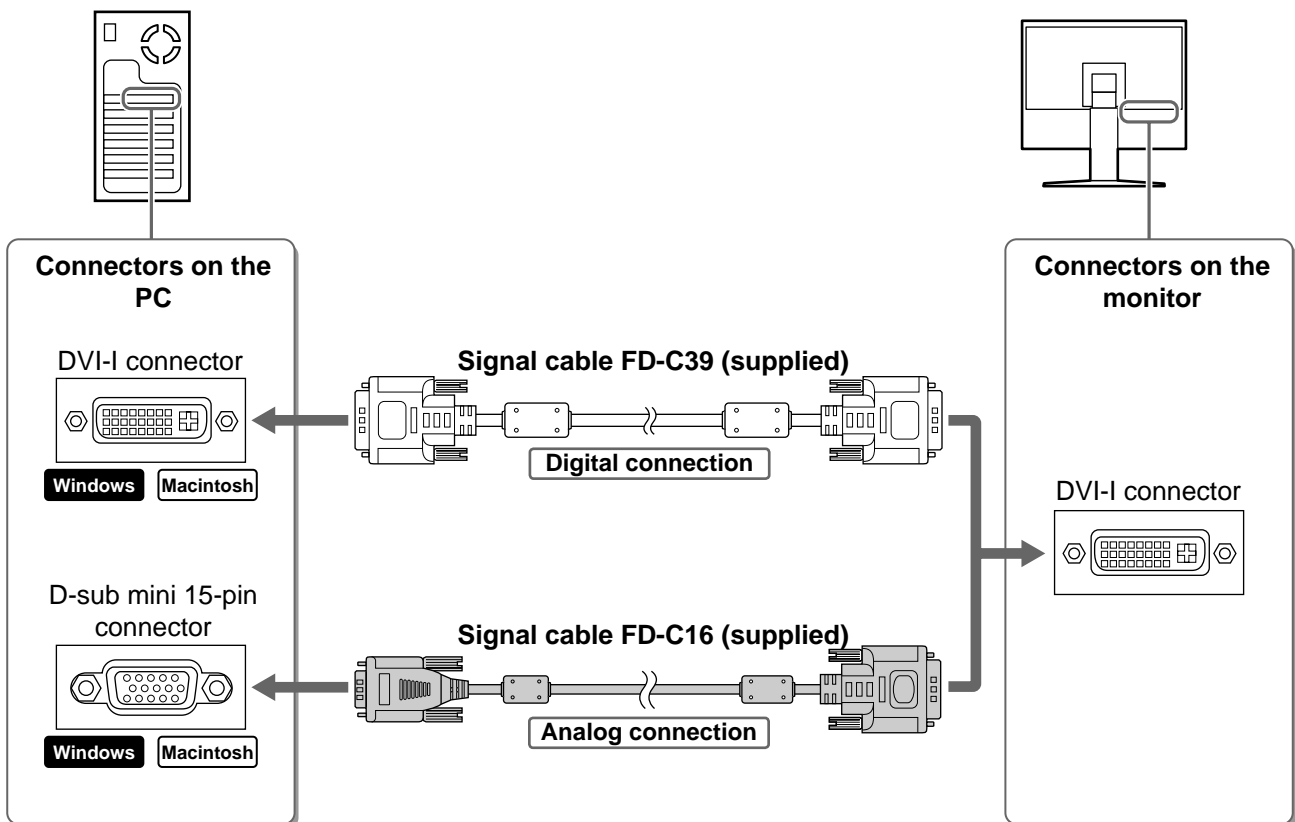 Connectors on the
PC
DVI-I connector
Windows Macintosh
D-sub mini 15-pin
connector
Windows Macintosh
Signal cable FD-C39 (supplied)
Digital connection
Signal cable FD-C16 (supplied)
Analog connection
Connectors on the
monitor
DVI-I connector